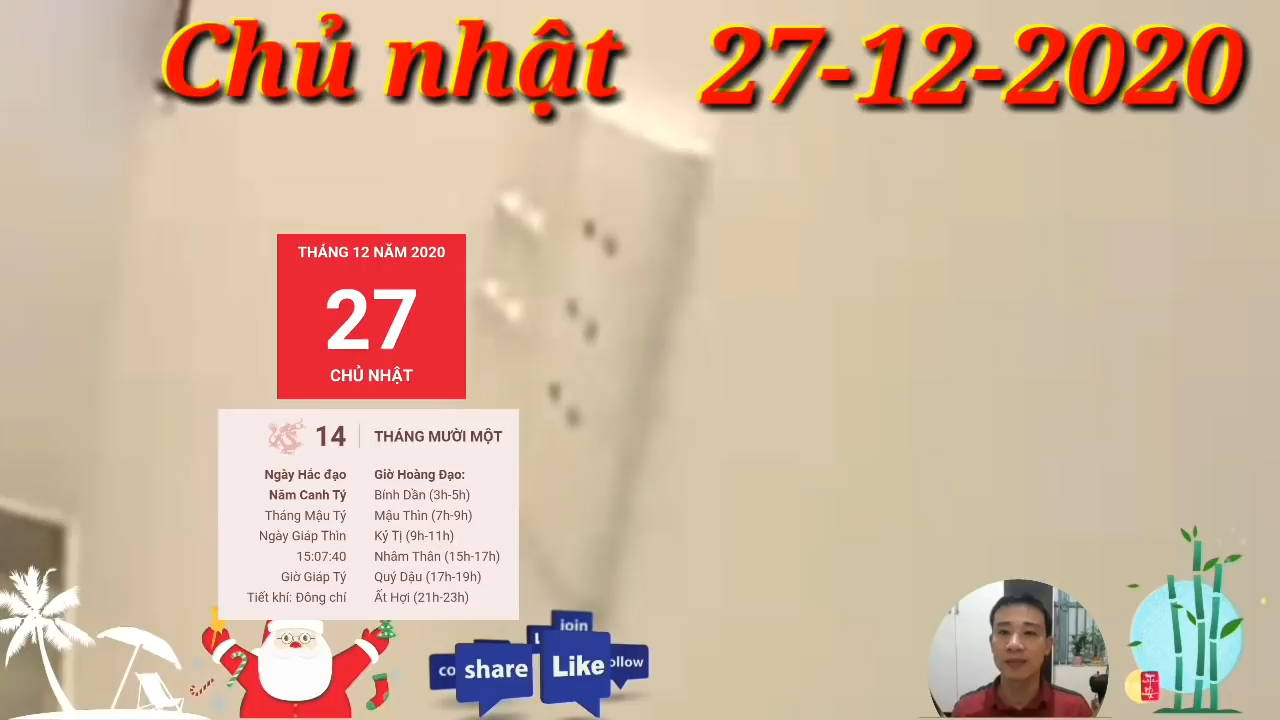 Chủ nhật 27-12-2020
THÁNG 12 NĂM 2020
27
CHỦ NHẬT
14 THÁNG MƯỜI MỘT
Ngày Hắc đạo Giờ Hoàng Đạo:
Năm Canh Tý Bính Dần (3h-5h)
Tháng Mậu Tý Mậu Thìn (7h-9h)
Ngày Giáp Thìn Kỷ Tị (9h-11h)
15:07:40 Nhâm Thân (15h-17h)
Giờ Giáp Tý Quý Dậu (17h-19h)
Tiết khí: Đông chí Ất Hợi (21h-23h)
join
share Like ollow